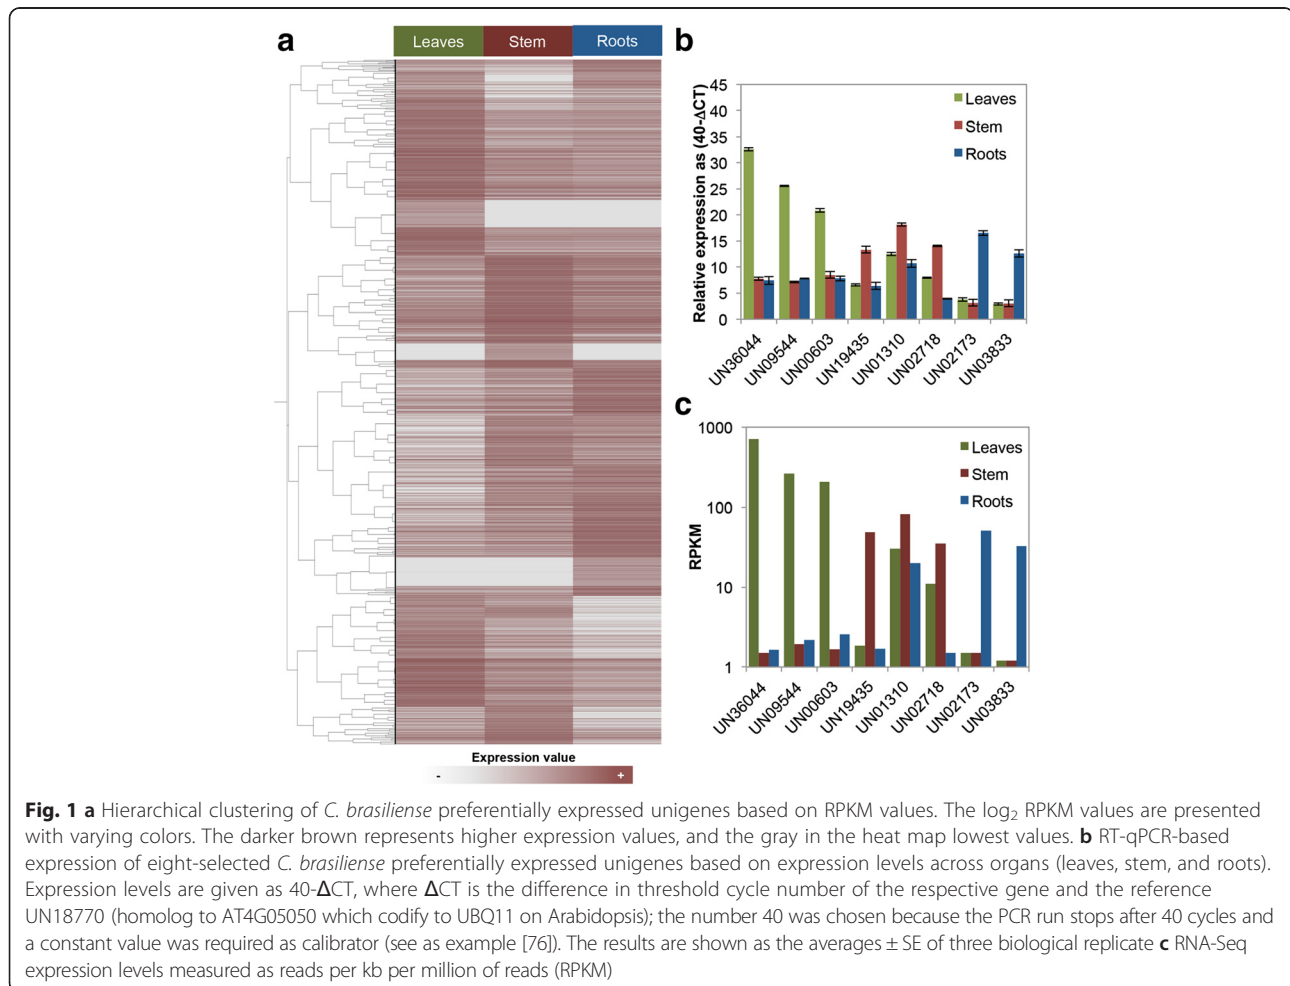 a
Leaves Stem Roots
Expression value
- +
b
Relative expression as (40-ΔCT)
45
40
35
30
25
20
15
10
5
0
Leaves
Stem
Roots
UN36044 UN09544 UN00603 UN19435 UN01310 UN02718 UN02173 UN03833
c
RPKM
1000
100
10
1
Leaves
Stem
Roots
UN36044 UN09544 UN00603 UN19435 UN01310 UN02718 UN02173 UN03833
Fig. 1 a Hierarchical clustering of C. brasiliense preferentially expressed unigenes based on RPKM values. The log₂ RPKM values are presented
with varying colors. The darker brown represents higher expression values, and the gray in the heat map lowest values. b RT-qPCR-based
expression of eight-selected C. brasiliense preferentially expressed unigenes based on expression levels across organs (leaves, stem, and roots).
Expression levels are given as 40-ΔCT, where ΔCT is the difference in threshold cycle number of the respective gene and the reference
UN18770 (homolog to AT4G05050 which codify to UBQ11 on Arabidopsis); the number 40 was chosen because the PCR run stops after 40 cycles and
a constant value was required as calibrator (see as example [76]). The results are shown as the averages ± SE of three biological replicate c RNA-Seq
expression levels measured as reads per kb per million of reads (RPKM)